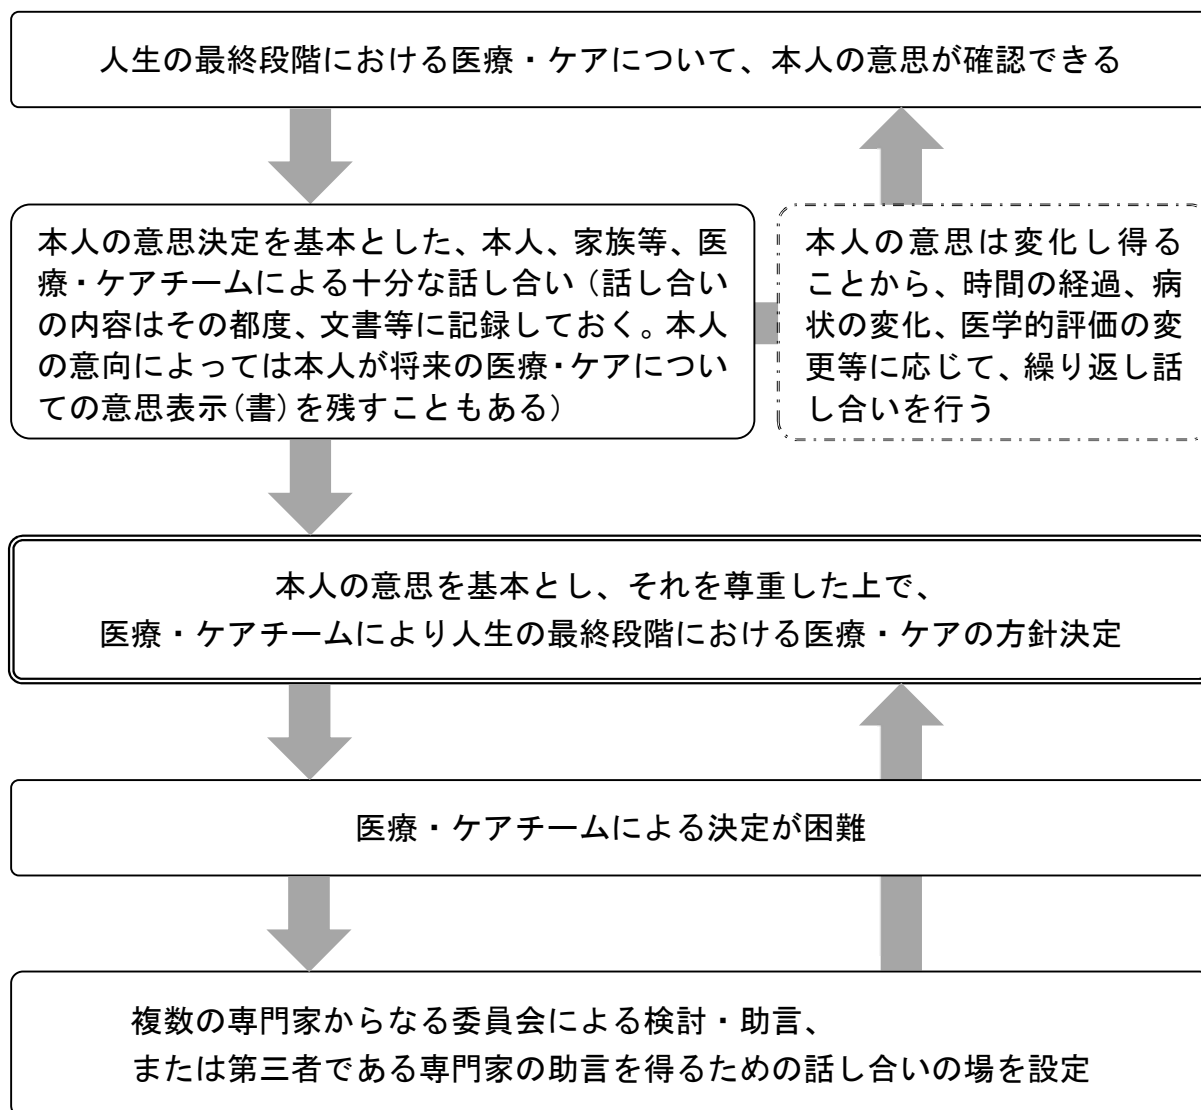 人生の最終段階における医療・ケアについて、本人の意思が確認できる
本人の意思決定を基本とした、本人、家族等、医
療・ケアチームによる十分な話し合い（話し合い
の内容はその都度、文書等に記録しておく。本人
の意向によっては本人が将来の医療・ケアについ
ての意思表示（書）を残すこともある）
本人の意思は変化し得る
ことから、時間の経過、病
状の変化、医学的評価の変
更等に応じて、繰り返し話
し合いを行う
本人の意思を基本とし、それを尊重した上で、
医療・ケアチームにより人生の最終段階における医療・ケアの方針決定
医療・ケアチームによる決定が困難
複数の専門家からなる委員会による検討・助言、
または第三者である専門家の助言を得るための話し合いの場を設定